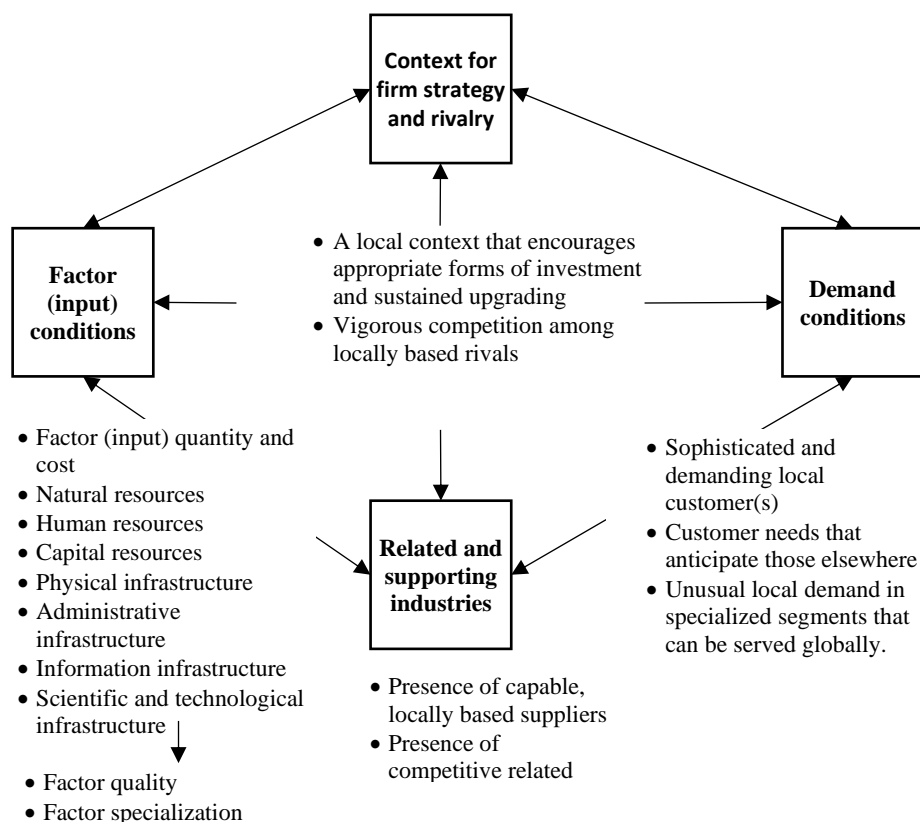 Context for
firm strategy
and rivalry
Factor
(input)
conditions
• A local context that encourages
appropriate forms of investment
and sustained upgrading
• Vigorous competition among
locally based rivals
Demand
conditions
• Factor (input) quantity and
cost
• Natural resources
• Human resources
• Capital resources
• Physical infrastructure
• Administrative
infrastructure
• Information infrastructure
• Scientific and technological
infrastructure
• Factor quality
• Factor specialization
Related and
supporting
industries
• Presence of capable,
locally based suppliers
• Presence of
competitive related
• Sophisticated and
demanding local
customer(s)
• Customer needs that
anticipate those elsewhere
• Unusual local demand in
specialized segments that
can be served globally.